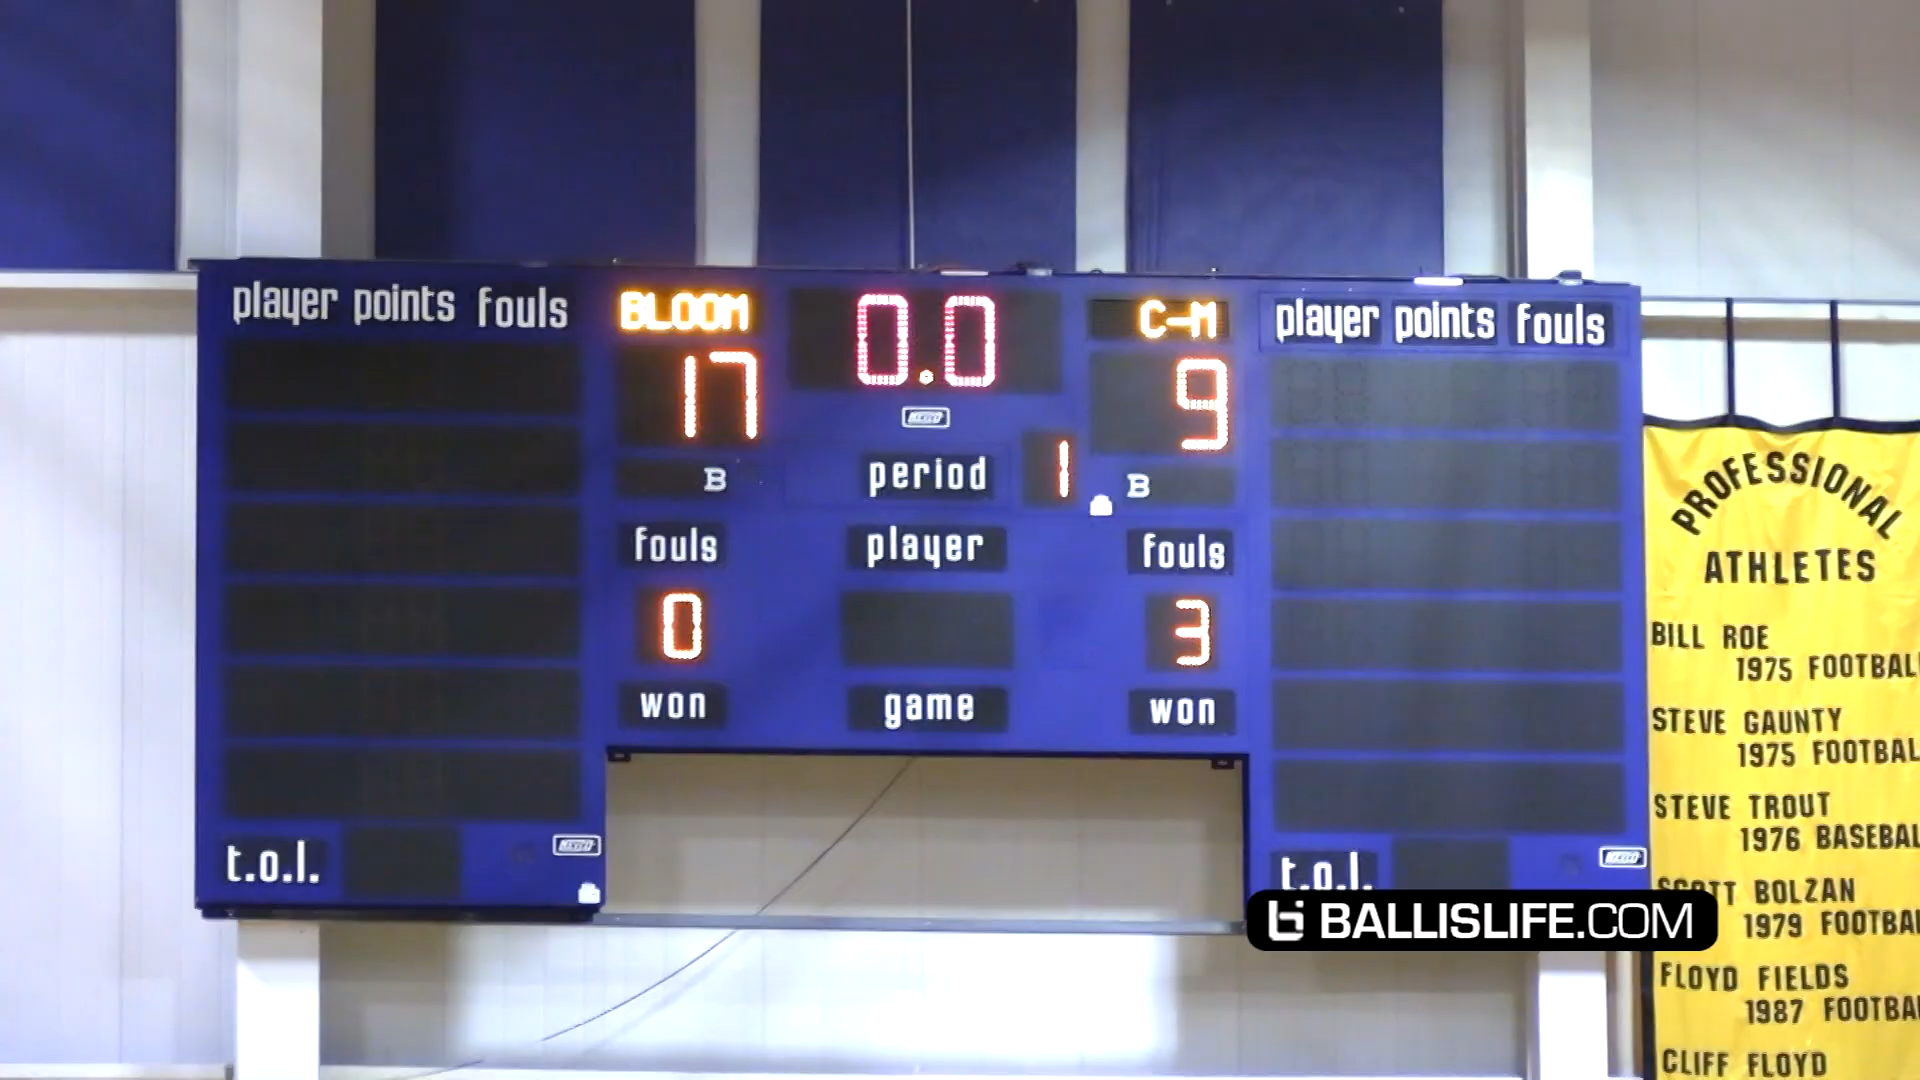 player points fouls
BLOOM
0.0
C-M
player points fouls
17
9
B
period
1
B
fouls
player
fouls
0
3
won
game
won
t.o.l.
t.o.l.
BALLISLIFE.COM
PROFESSIONAL
ATHLETES
BILL ROE
1975 FOOTBALL
STEVE GAUNTY
1975 FOOTBAL
STEVE TROUT
1976 BASEBAL
SCOTT BOLZAN
1979 FOOTBA
FLOYD FIELDS
1987 FOOTBA
CLIFF FLOYD